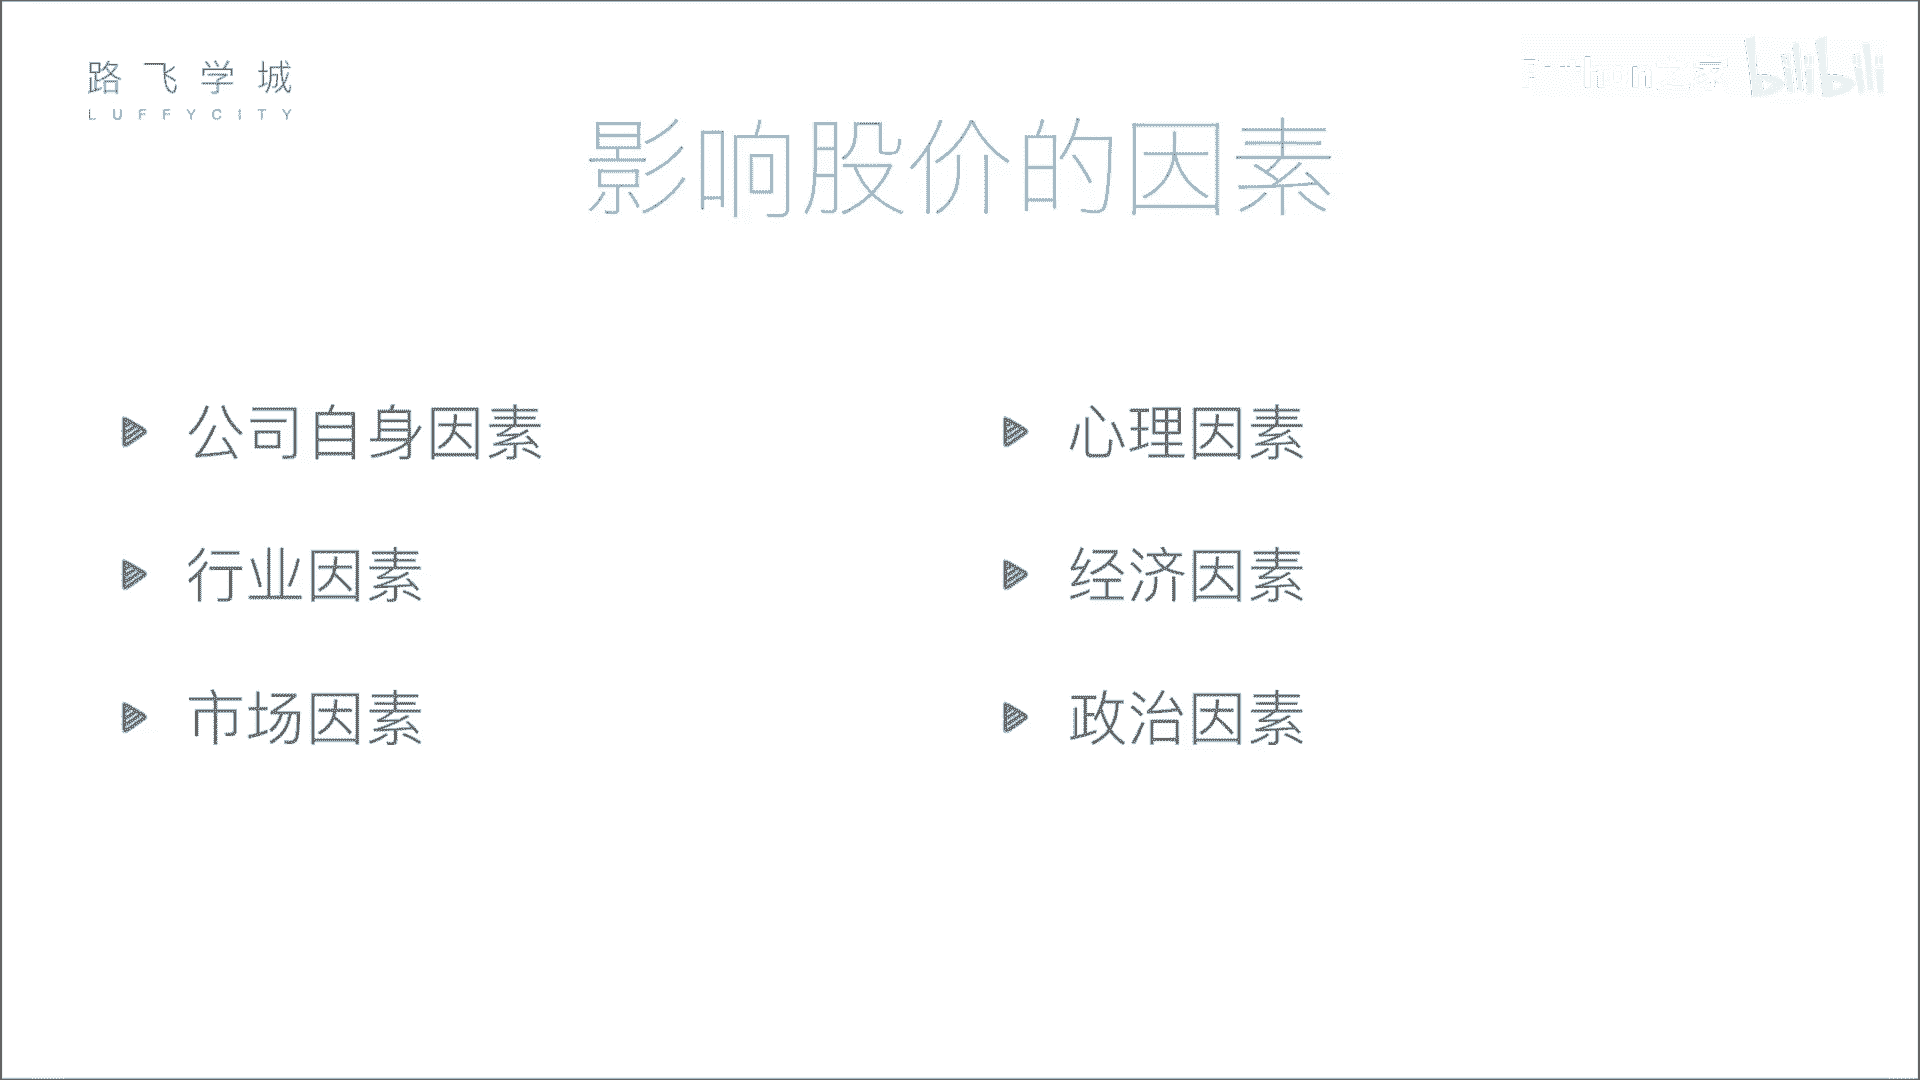 路飞学城
LUFFYCITY
Python之家 bilibili
影响股价的因素
公司自身因素
行业因素
市场因素
心理因素
经济因素
政治因素